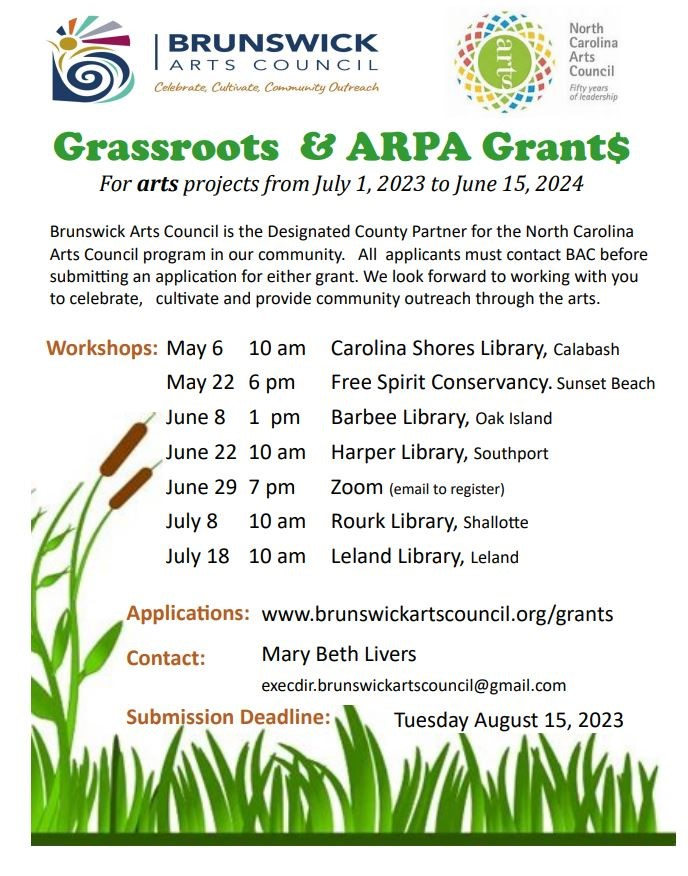 BRUNSWICK
ARTS COUNCIL
Celebrate, Cultivate, Community Outreach
arts
North
Carolina
Arts
Council
Fifty years
of leadership
Grassroots & ARPA Grant$
For arts projects from July 1, 2023 to June 15, 2024
Brunswick Arts Council is the Designated County Partner for the North Carolina
Arts Council program in our community. All applicants must contact BAC before
submitting an application for either grant. We look forward to working with you
to celebrate, cultivate and provide community outreach through the arts.
Workshops: May 6 10 am Carolina Shores Library, Calabash
May 22 6 pm Free Spirit Conservancy. Sunset Beach
June 8 1 pm Barbee Library, Oak Island
June 22 10 am Harper Library, Southport
June 29 7 pm Zoom (email to register)
July 8 10 am Rourk Library, Shallotte
July 18 10 am Leland Library, Leland
Applications: www.brunswickartscouncil.org/grants
Contact: Mary Beth Livers
execdir.brunswickartscouncil@gmail.com
Submission Deadline: Tuesday August 15, 2023